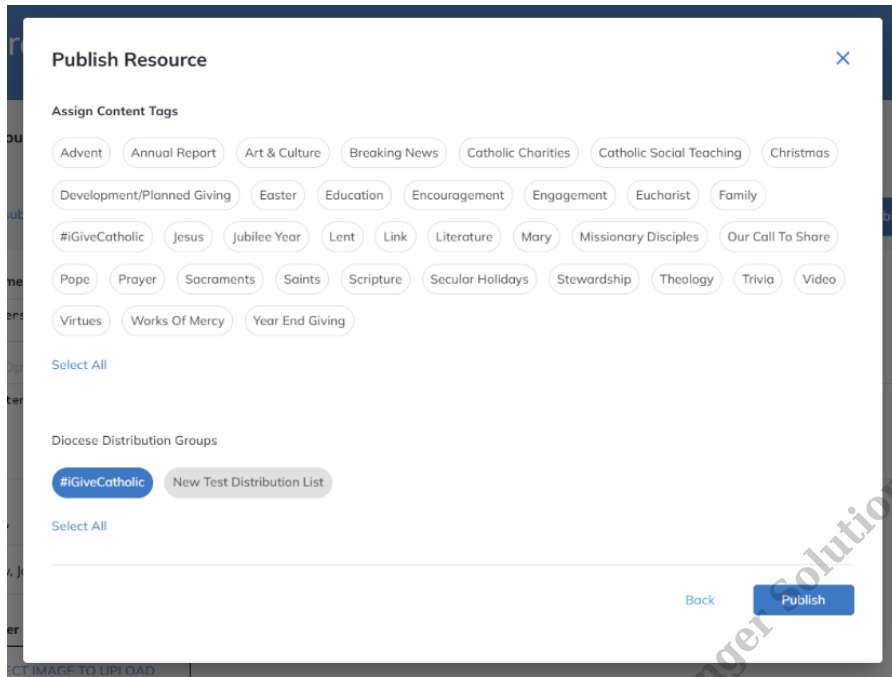 Publish Resource
Assign Content Tags
Advent Annual Report Art & Culture Breaking News Catholic Charities Catholic Social Teaching Christmas
Development/Planned Giving Easter Education Encouragement Engagement Eucharist Family
#iGiveCatholic Jesus Jubilee Year Lent Link Literature Mary Missionary Disciples Our Call To Share
Pope Prayer Sacraments Saints Scripture Secular Holidays Stewardship Theology Trivia Video
Virtues Works Of Mercy Year End Giving
Select All
Diocese Distribution Groups
#iGiveCatholic New Test Distribution List
Select All
Back Publish
IMAGE TO UPLOAD